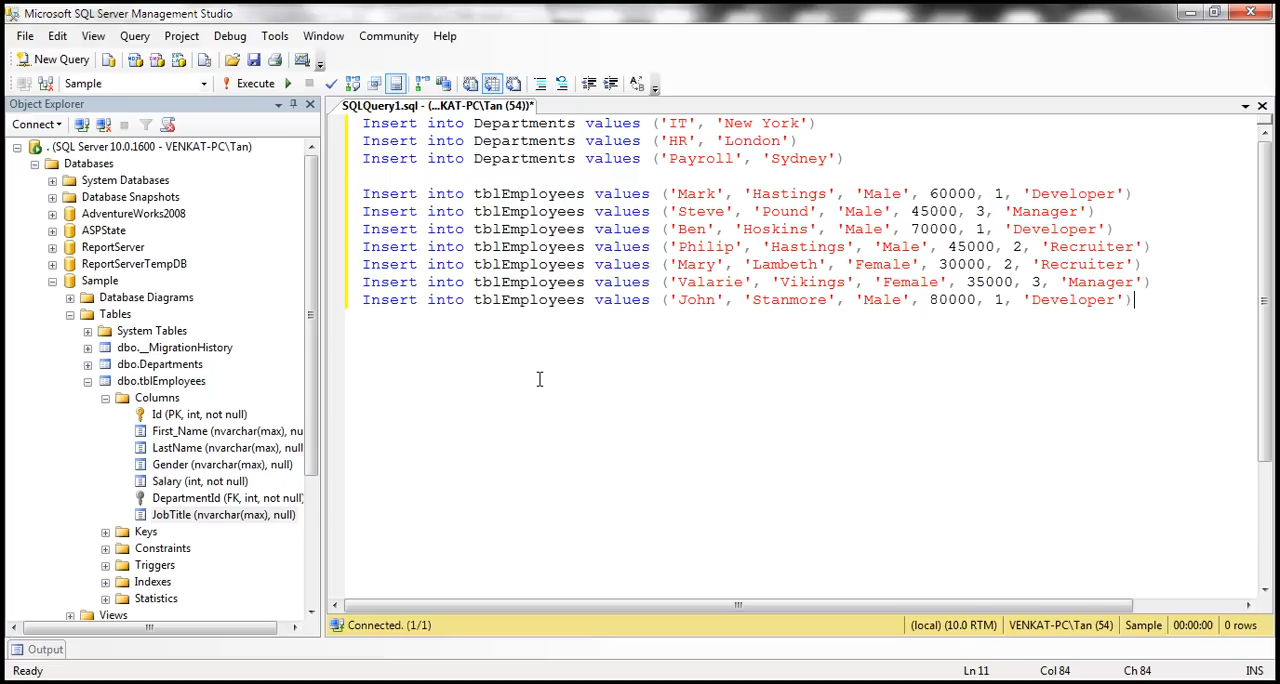 Microsoft SQL Server Management Studio
File Edit View Query Project Debug Tools Window Community Help
New Query
Sample Execute
Object Explorer
Connect
. (SQL Server 10.0.1600 - VENKAT-PC\Tan)
Databases
System Databases
Database Snapshots
AdventureWorks2008
ASPState
ReportServer
ReportServerTempDB
Sample
Database Diagrams
Tables
System Tables
dbo.__MigrationHistory
dbo.Departments
dbo.tblEmployees
Columns
Id (PK, int, not null)
First_Name (nvarchar(max), nu
LastName (nvarchar(max), null
Gender (nvarchar(max), null)
Salary (int, not null)
DepartmentId (FK, int, not null
JobTitle (nvarchar(max), null)
Keys
Constraints
Triggers
Indexes
Statistics
Views
SQLQuery1.sql - (...KAT-PC\Tan (54))*
Insert into Departments values ('IT', 'New York')
Insert into Departments values ('HR', 'London')
Insert into Departments values ('Payroll', 'Sydney')
Insert into tblEmployees values ('Mark', 'Hastings', 'Male', 60000, 1, 'Developer')
Insert into tblEmployees values ('Steve', 'Pound', 'Male', 45000, 3, 'Manager')
Insert into tblEmployees values ('Ben', 'Hoskins', 'Male', 70000, 1, 'Developer')
Insert into tblEmployees values ('Philip', 'Hastings', 'Male', 45000, 2, 'Recruiter')
Insert into tblEmployees values ('Mary', 'Lambeth', 'Female', 30000, 2, 'Recruiter')
Insert into tblEmployees values ('Valarie', 'Vikings', 'Female', 35000, 3, 'Manager')
Insert into tblEmployees values ('John', 'Stanmore', 'Male', 80000, 1, 'Developer')
Connected. (1/1) (local) (10.0 RTM) VENKAT-PC\Tan (54) Sample 00:00:00 0 rows
Output
Ready Ln 11 Col 84 Ch 84 INS